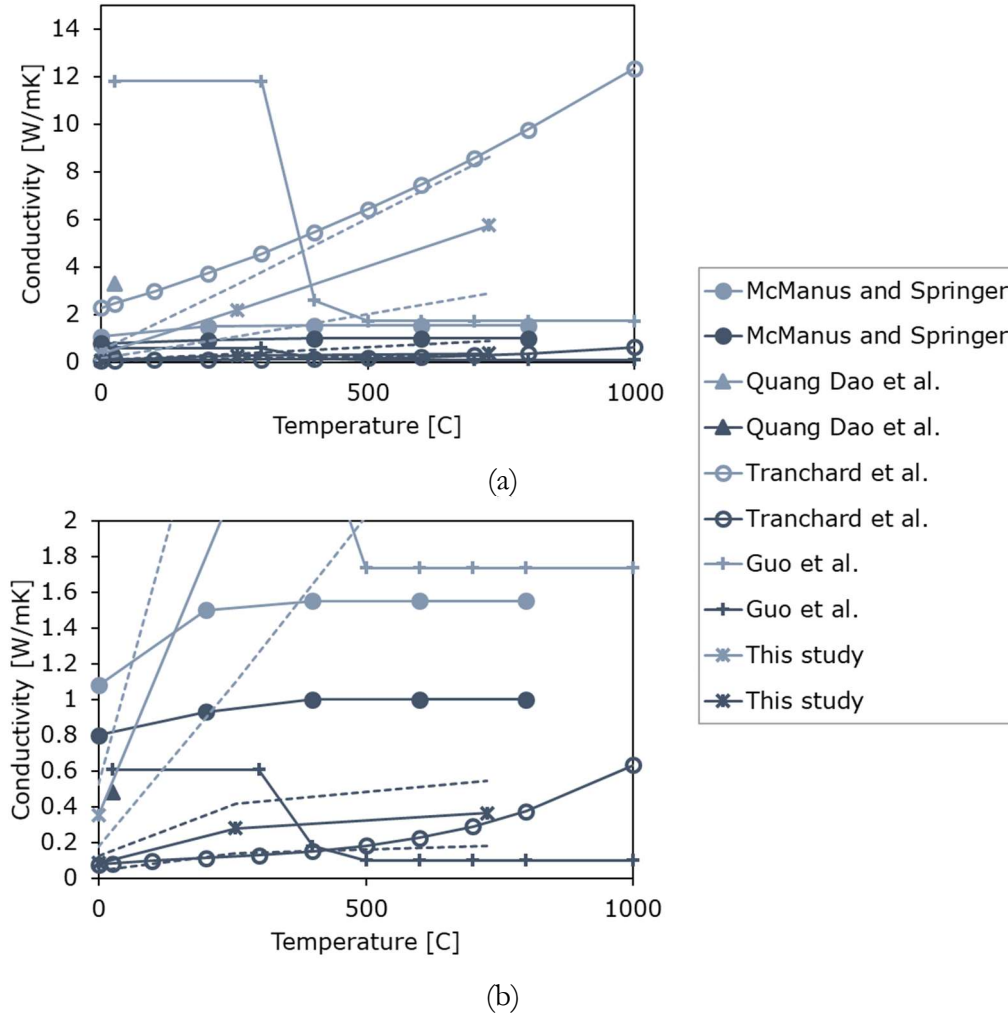 14
12
10
8
6
4
2
0
Conductivity [W/mK]
0 500 1000
Temperature [C]
(a)
2
1.8
1.6
1.4
1.2
1
0.8
0.6
0.4
0.2
0
Conductivity [W/mK]
0 500 1000
Temperature [C]
(b)
McManus and Springer
McManus and Springer
Quang Dao et al.
Quang Dao et al.
Tranchard et al.
Tranchard et al.
Guo et al.
Guo et al.
This study
This study